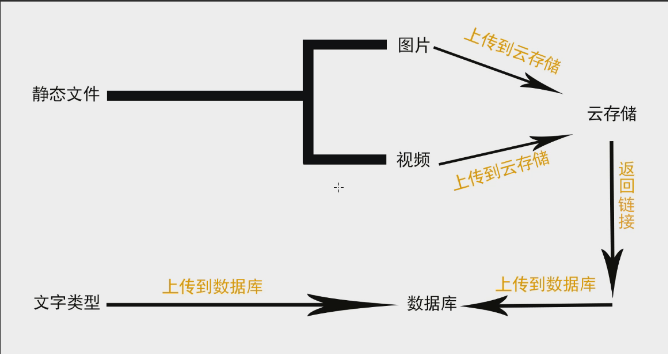 图片
上传到云存储
静态文件
云存储
视频
上传到云存储
返回链接
文字类型
上传到数据库
数据库
上传到数据库